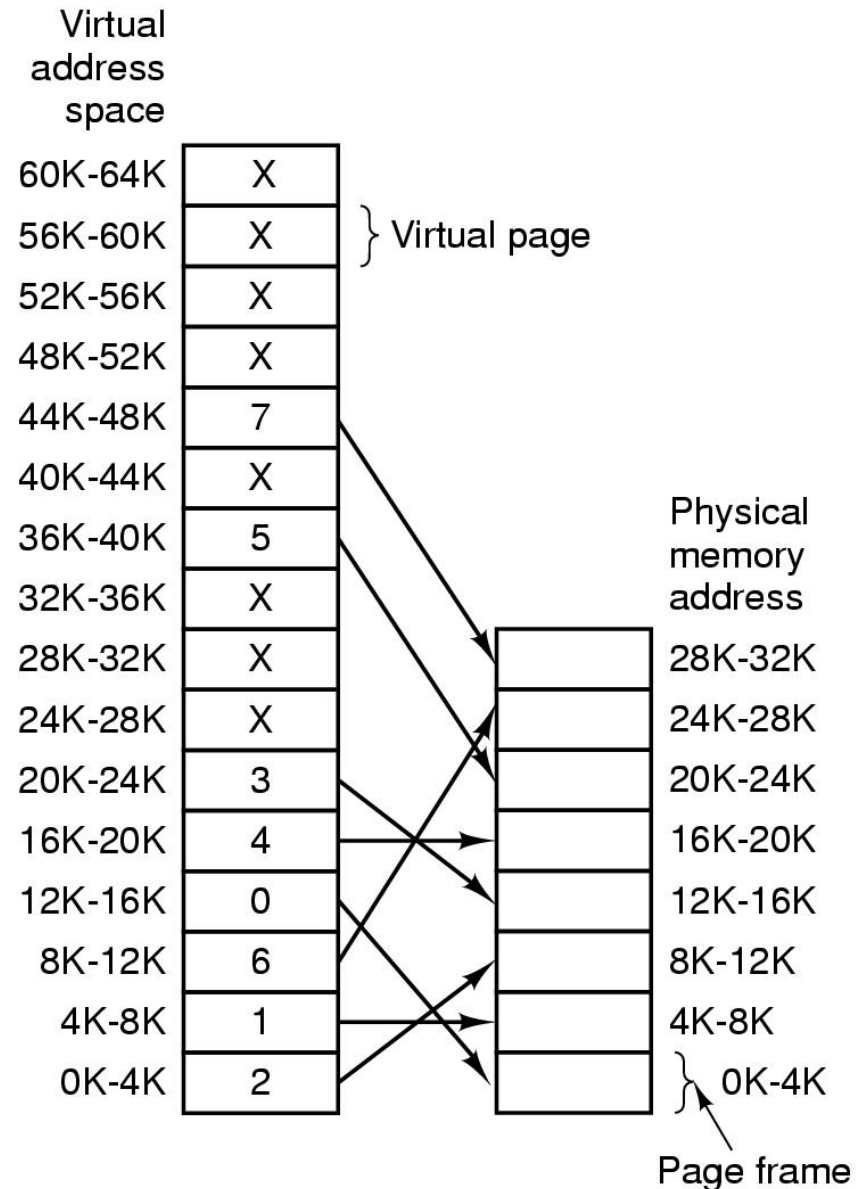 Virtual
address
space
60K-64K X
56K-60K X } Virtual page
52K-56K X
48K-52K X
44K-48K 7
40K-44K X
36K-40K 5
32K-36K X
28K-32K X
24K-28K X
20K-24K 3
16K-20K 4
12K-16K 0
8K-12K 6
4K-8K 1
0K-4K 2
Physical
memory
address
28K-32K
24K-28K
20K-24K
16K-20K
12K-16K
8K-12K
4K-8K
0K-4K
Page frame